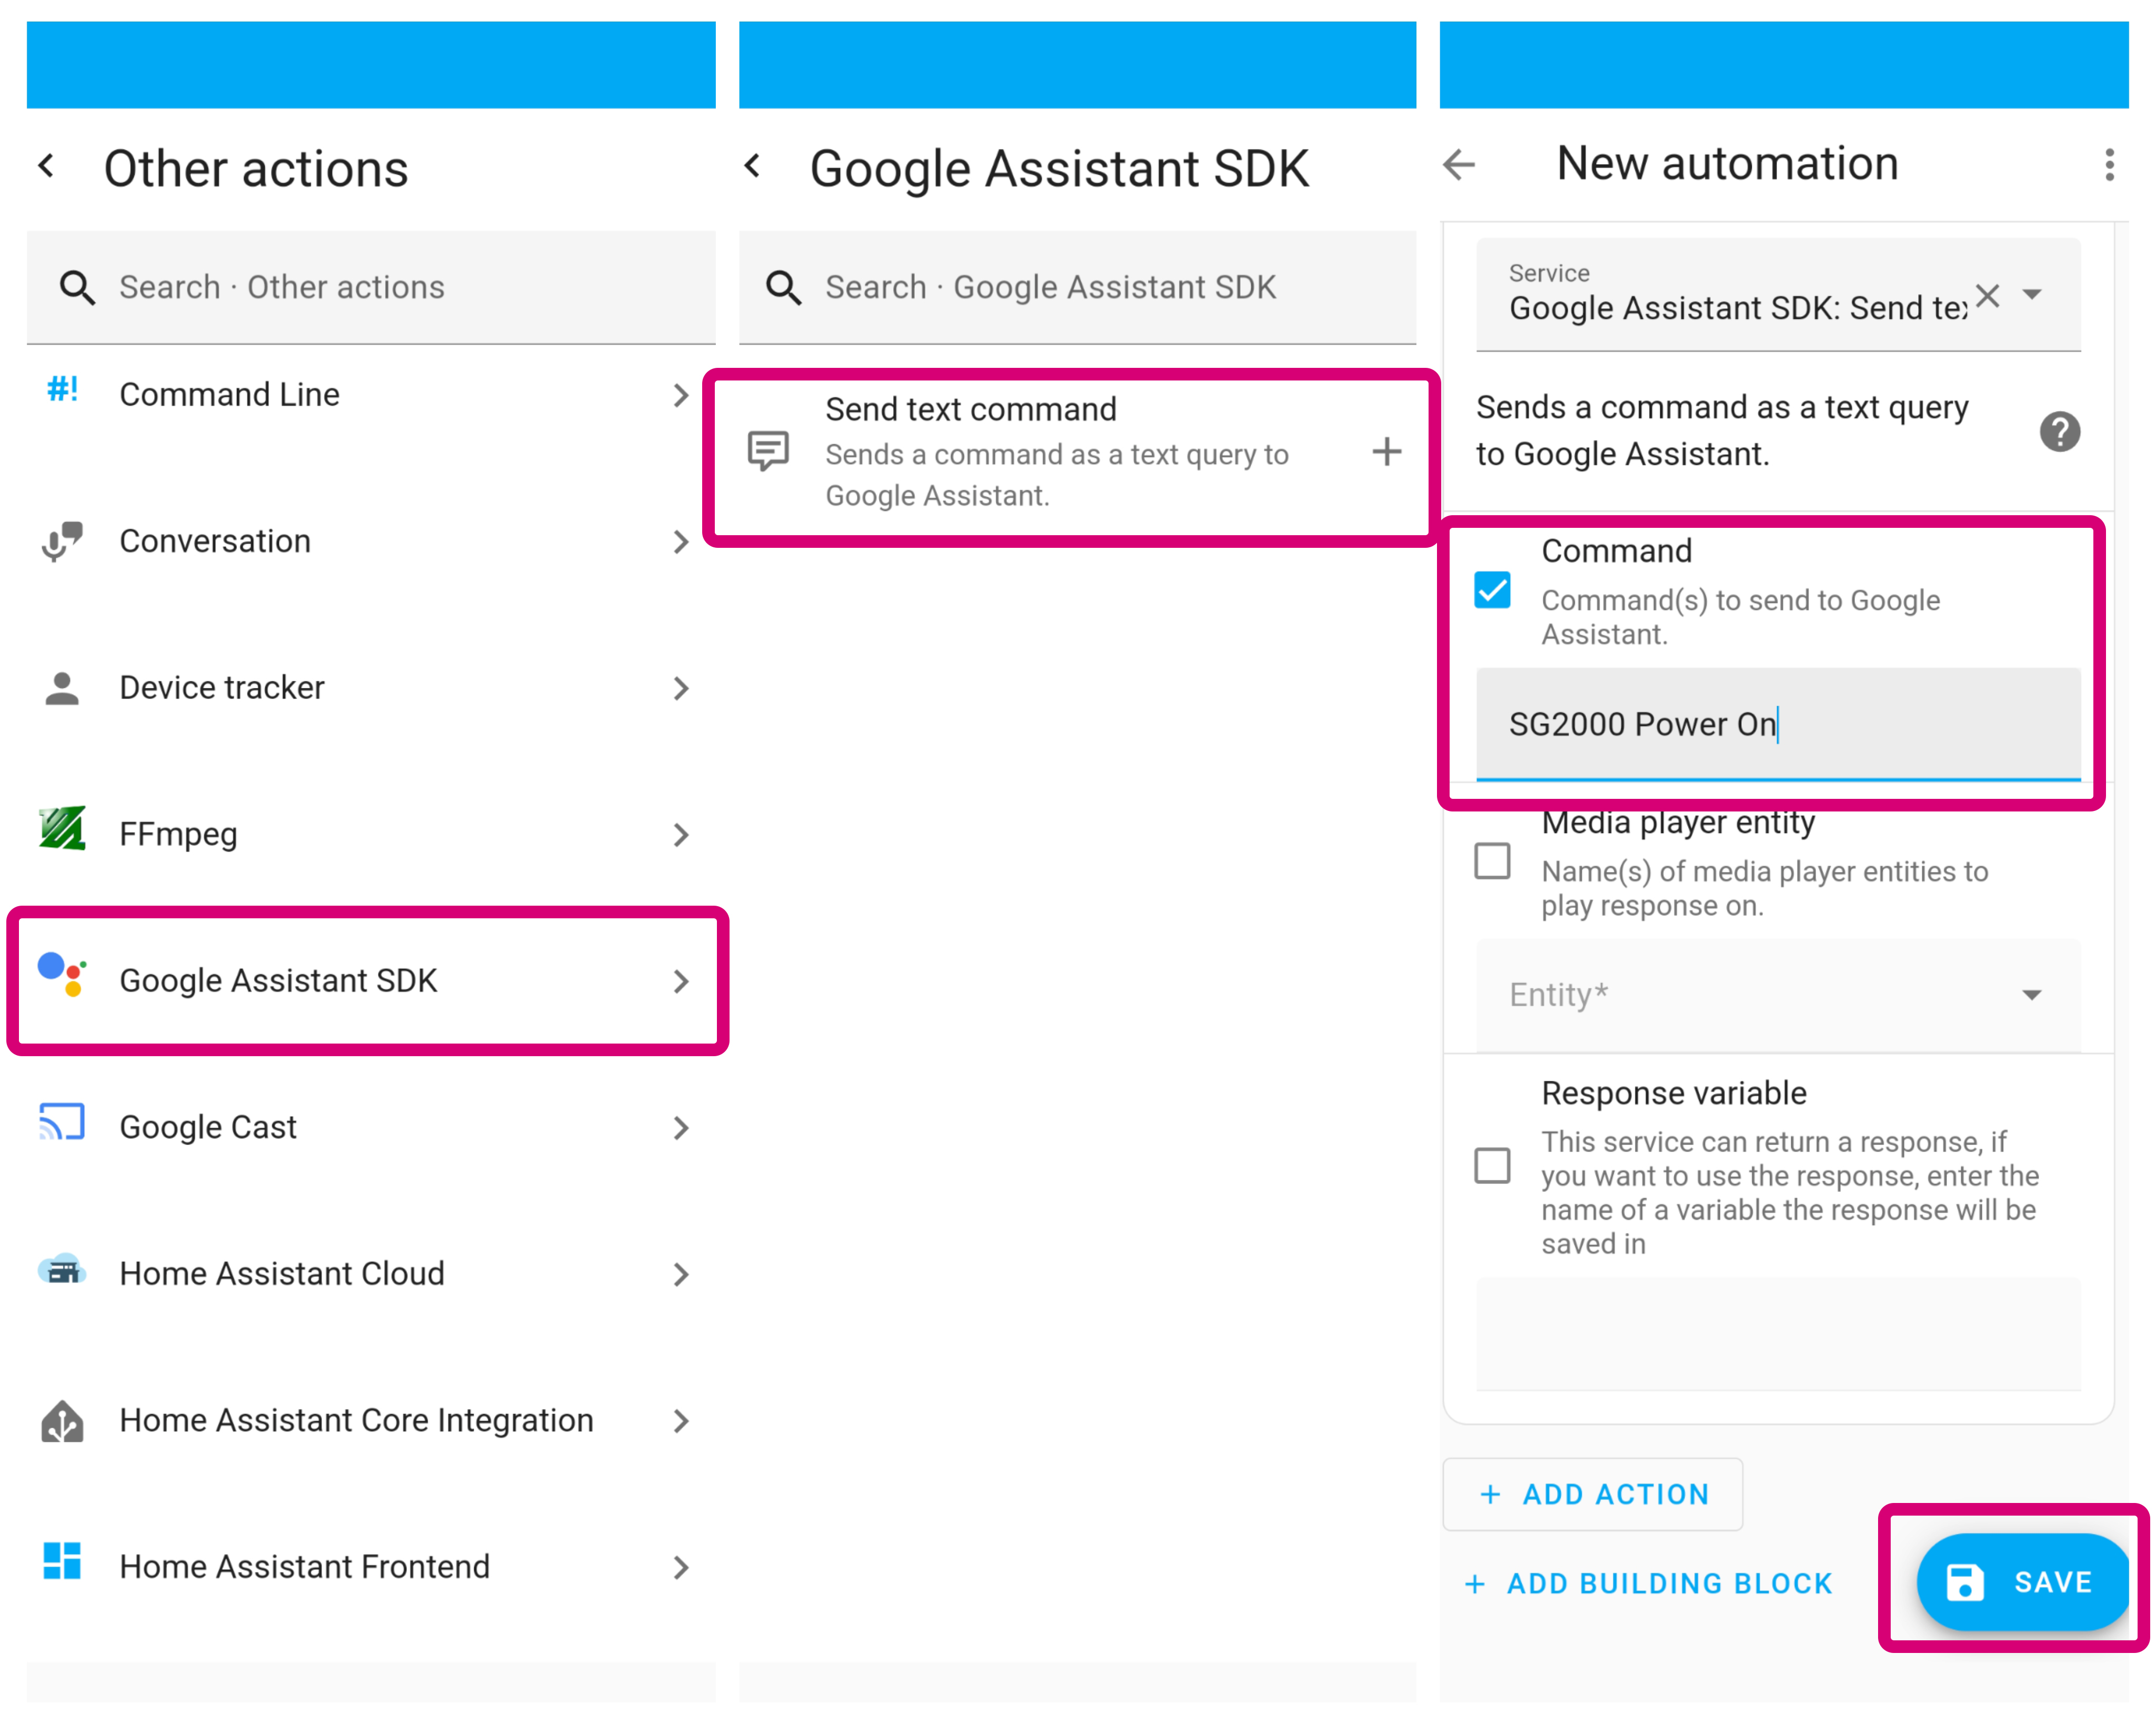 Other actions
Search · Other actions
#! Command Line
Conversation
Device tracker
FFmpeg
Google Assistant SDK
Google Cast
Home Assistant Cloud
Home Assistant Core Integration
Home Assistant Frontend
Google Assistant SDK
Search · Google Assistant SDK
Send text command
Sends a command as a text query to
Google Assistant.
New automation
Service
Google Assistant SDK: Send tex
Sends a command as a text query
to Google Assistant.
Command
Command(s) to send to Google
Assistant.
SG2000 Power On
Media player entity
Name(s) of media player entities to
play response on.
Entity*
Response variable
This service can return a response, if
you want to use the response, enter the
name of a variable the response will be
saved in
+ ADD ACTION
+ ADD BUILDING BLOCK
SAVE